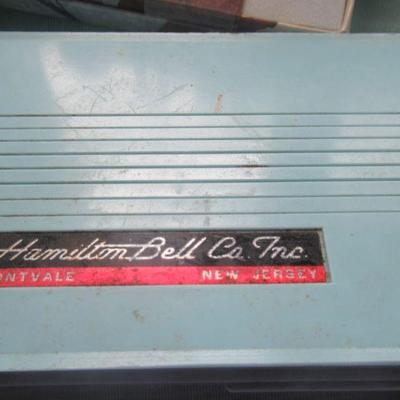 Hamilton Bell Co. Inc.
ONTVALE NEW JERSEY